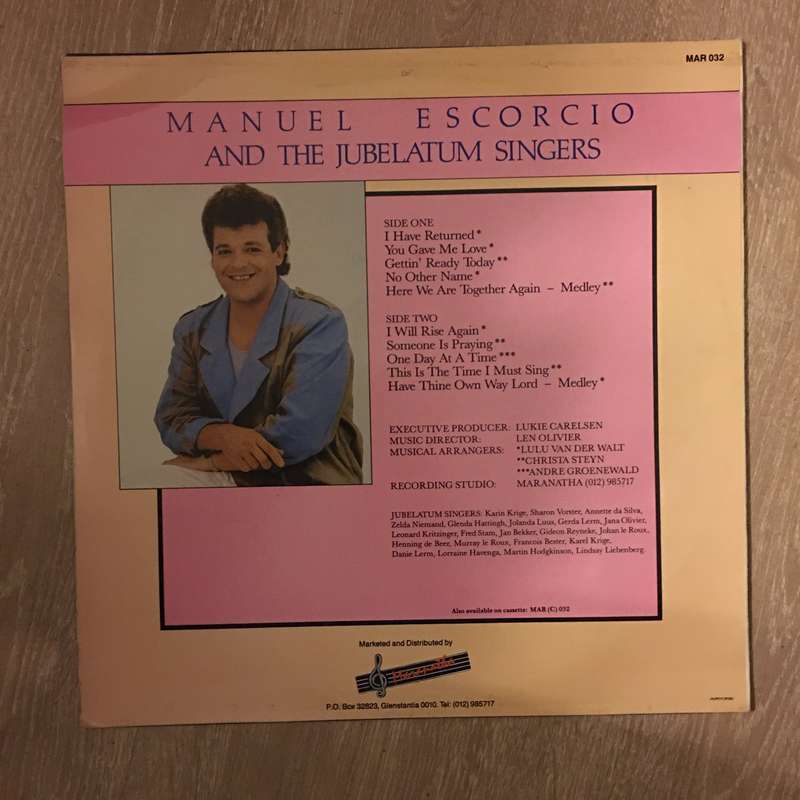 MAR 032
MANUEL ESCORCIO
AND THE JUBELATUM SINGERS
SIDE ONE
I Have Returned*
You Gave Me Love*
Gettin' Ready Today**
No Other Name*
Here We Are Together Again – Medley**
SIDE TWO
I Will Rise Again*
Someone Is Praying**
One Day At A Time***
This Is The Time I Must Sing**
Have Thine Own Way Lord – Medley*
EXECUTIVE PRODUCER: LUKIE CARELSEN
MUSIC DIRECTOR: LEN OLIVIER
MUSICAL ARRANGERS: *LULU VAN DER WALT
**CHRISTA STEYN
***ANDRE GROENEWALD
RECORDING STUDIO: MARANATHA (012) 985717
JUBELATUM SINGERS: Karin Krige, Sharon Vorster, Annette da Silva,
Zelda Niemand, Glenda Hattingh, Jolanda Luus, Gerda Lerm, Jana Olivier,
Leonard Kritzinger, Fred Stam, Jan Bekker, Gideon Reyneke, Johan le Roux,
Henning de Beer, Murray le Roux, Francois Bester, Karel Krige,
Danie Lerm, Lorraine Havenga, Martin Hodgkinson, Lindsay Liebenberg.
Also available on cassette: MAR (C) 032
Marketed and Distributed by
Maranatha
P.O. Box 32823, Glenstantia 0010. Tel: (012) 985717